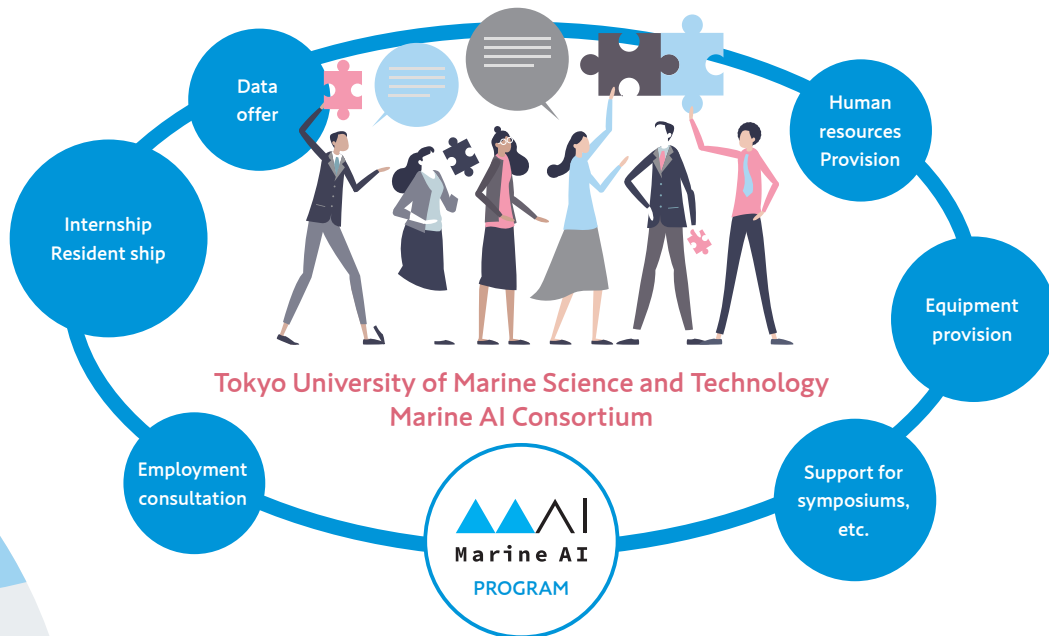 Data
offer
Human
resources
Provision
Internship
Resident ship
Equipment
provision
Tokyo University of Marine Science and Technology
Marine AI Consortium
Employment
consultation
Support for
symposiums,
etc.
MAI
Marine AI
PROGRAM